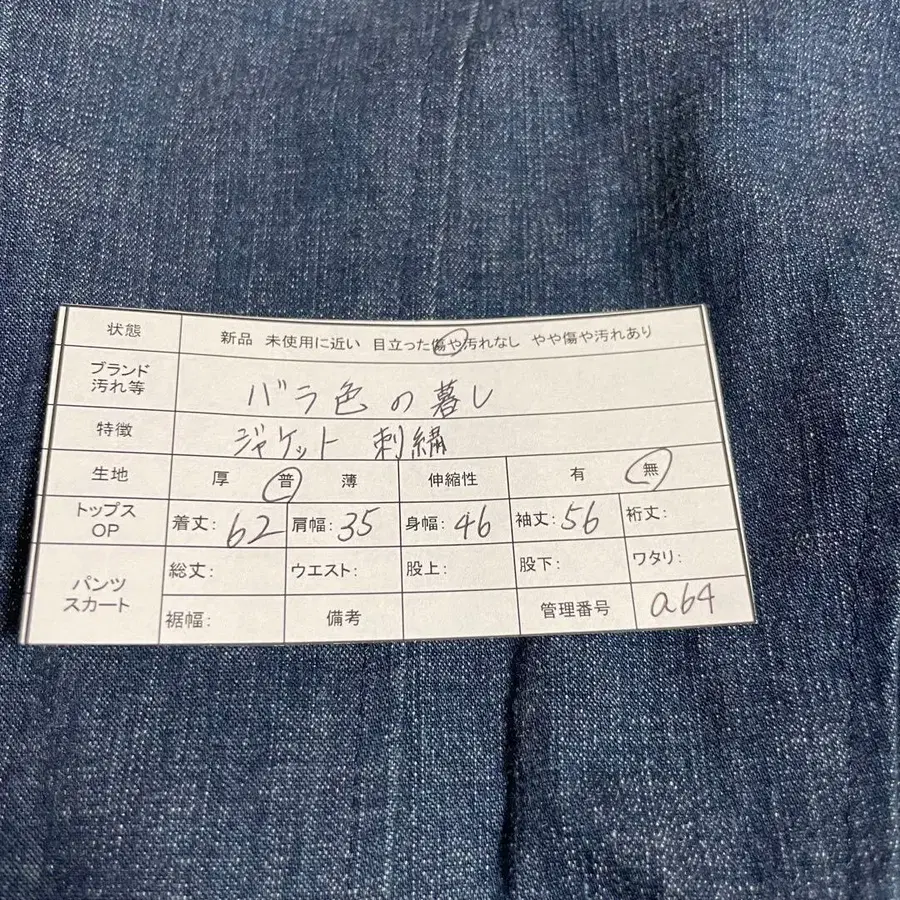 状態 新品 未使用に近い 目立った傷や汚れなし やや傷や汚れあり
ブランド
汚れ等 バラ色の暮し
特徴 ジャケット 刺繍
生地 厚 普 薄 伸縮性 有 無
トップス
OP 着丈:62 肩幅:35 身幅:46 袖丈:56 裄丈:
パンツ
スカート 総丈: ウエスト: 股上: 股下: ワタリ:
裾幅: 備考 管理番号 a64